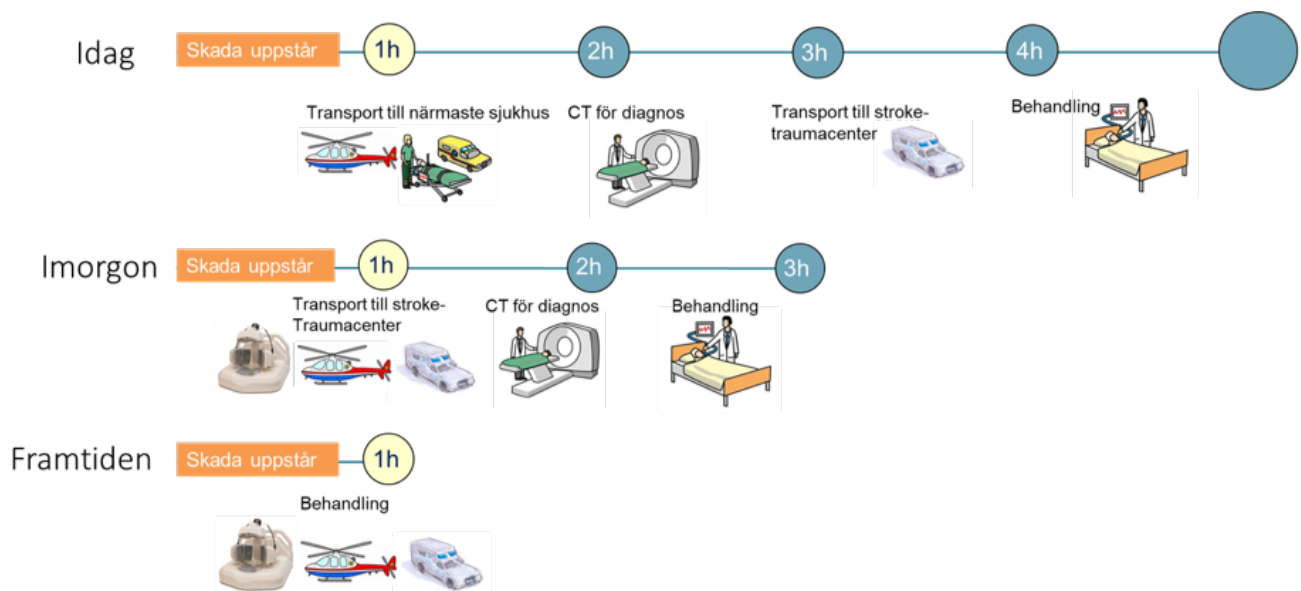 Idag
Skada uppstår
1h
2h
3h
4h
Transport till närmaste sjukhus
CT för diagnos
Transport till stroke-
traumacenter
Behandling
Imorgon
Skada uppstår
1h
2h
3h
Transport till stroke-
Traumacenter
CT för diagnos
Behandling
Framtiden
Skada uppstår
1h
Behandling